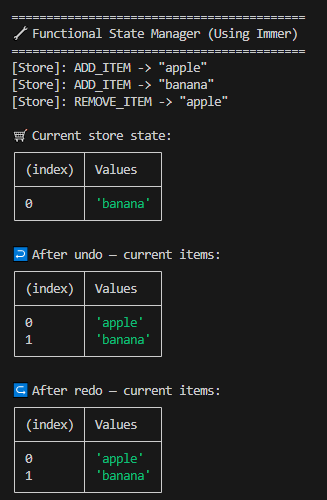 ==========================================
🔧 Functional State Manager (Using Immer)
==========================================
[Store]: ADD_ITEM -> "apple"
[Store]: ADD_ITEM -> "banana"
[Store]: REMOVE_ITEM -> "apple"
🛒 Current store state:
(index) Values
0 'banana'
↩️ After undo — current items:
(index) Values
0 'apple'
1 'banana'
↪️ After redo — current items:
(index) Values
0 'apple'
1 'banana'